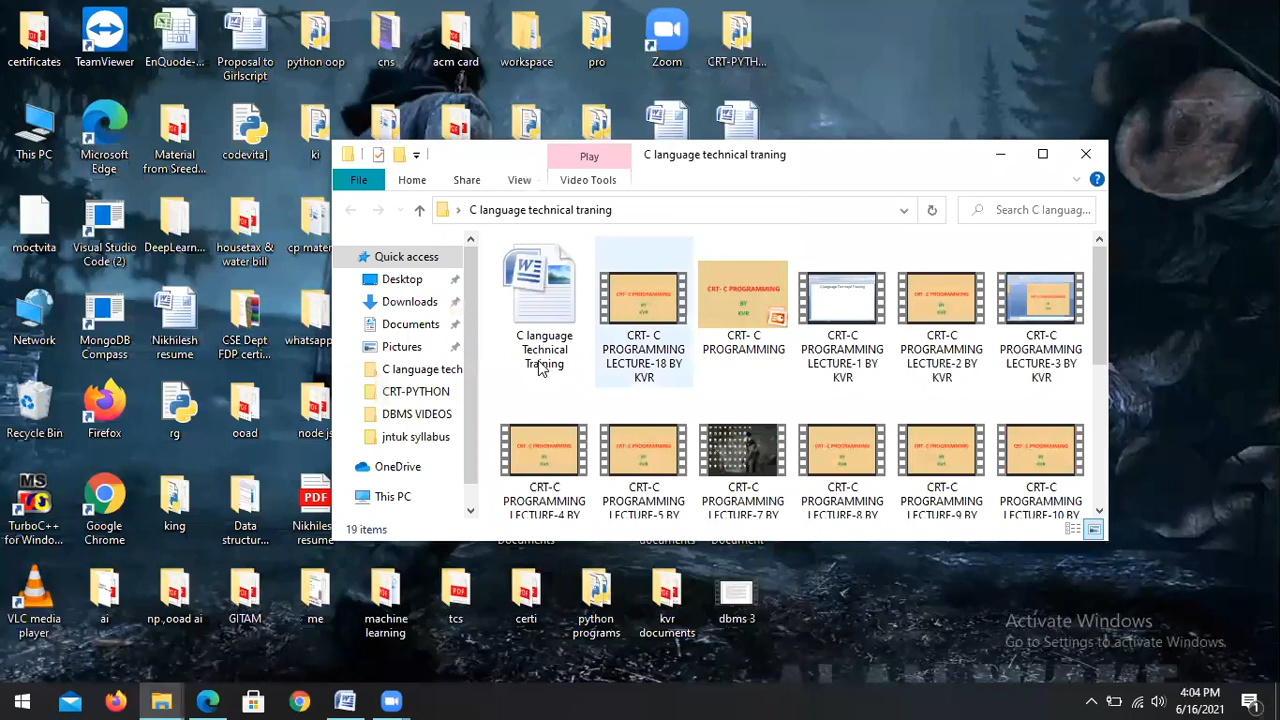 certificates
TeamViewer
EnQuode-...
Proposal to
Girlscript
python oop
cns
acm card
workspace
pro
Zoom
CRT-PYTH...
This PC
Microsoft
Edge
Material
from Sreed...
codevita]
ki
moctvita
Visual Studio
Code (2)
DeepLearn...
housetax &
water bill
cp mater
Network
MongoDB
Compass
Nikhilesh
resume
CSE Dept
FDP certi...
whatsapp
Recycle Bin
Firefox
rg
ooad
node js
TurboC++
for Windo...
Google
Chrome
king
Data
structur...
PDF
Nikhiles
resume
VLC media
player
ai
np.,ooad ai
GITAM
me
machine
learning
tcs
certi
python
programs
kvr
documents
dbms 3
Play
C language technical traning
File
Home
Share
View
Video Tools
C language technical traning
Search C languag...
Quick access
Desktop
Downloads
Documents
Pictures
C language tech
CRT-PYTHON
DBMS VIDEOS
jntuk syllabus
OneDrive
This PC
C language
Technical
Training
CRT- C
PROGRAMMING
LECTURE-18 BY
KVR
CRT- C
PROGRAMMING
CRT-C
PROGRAMMING
LECTURE-1 BY
KVR
CRT-C
PROGRAMMING
LECTURE-2 BY
KVR
CRT-C
PROGRAMMING
LECTURE-3 BY
KVR
CRT-C
PROGRAMMING
LECTURE-4 BY
CRT-C
PROGRAMMING
LECTURE-5 BY
CRT-C
PROGRAMMING
LECTURE-7 BY
CRT-C
PROGRAMMING
LECTURE-8 BY
CRT-C
PROGRAMMING
LECTURE-9 BY
CRT-C
PROGRAMMING
LECTURE-10 BY
19 items
Activate Windows
Go to Settings to activate Windows.
4:04 PM
6/16/2021